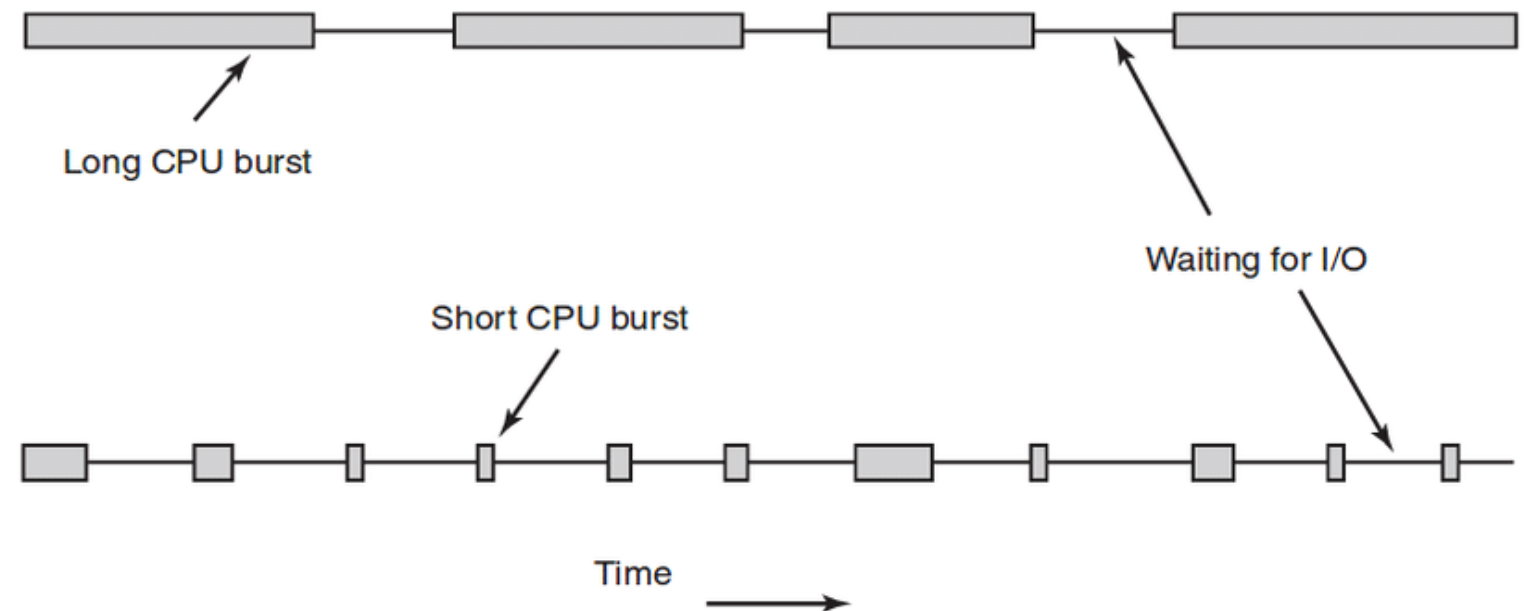 Long CPU burst
Waiting for I/O
Short CPU burst
Time